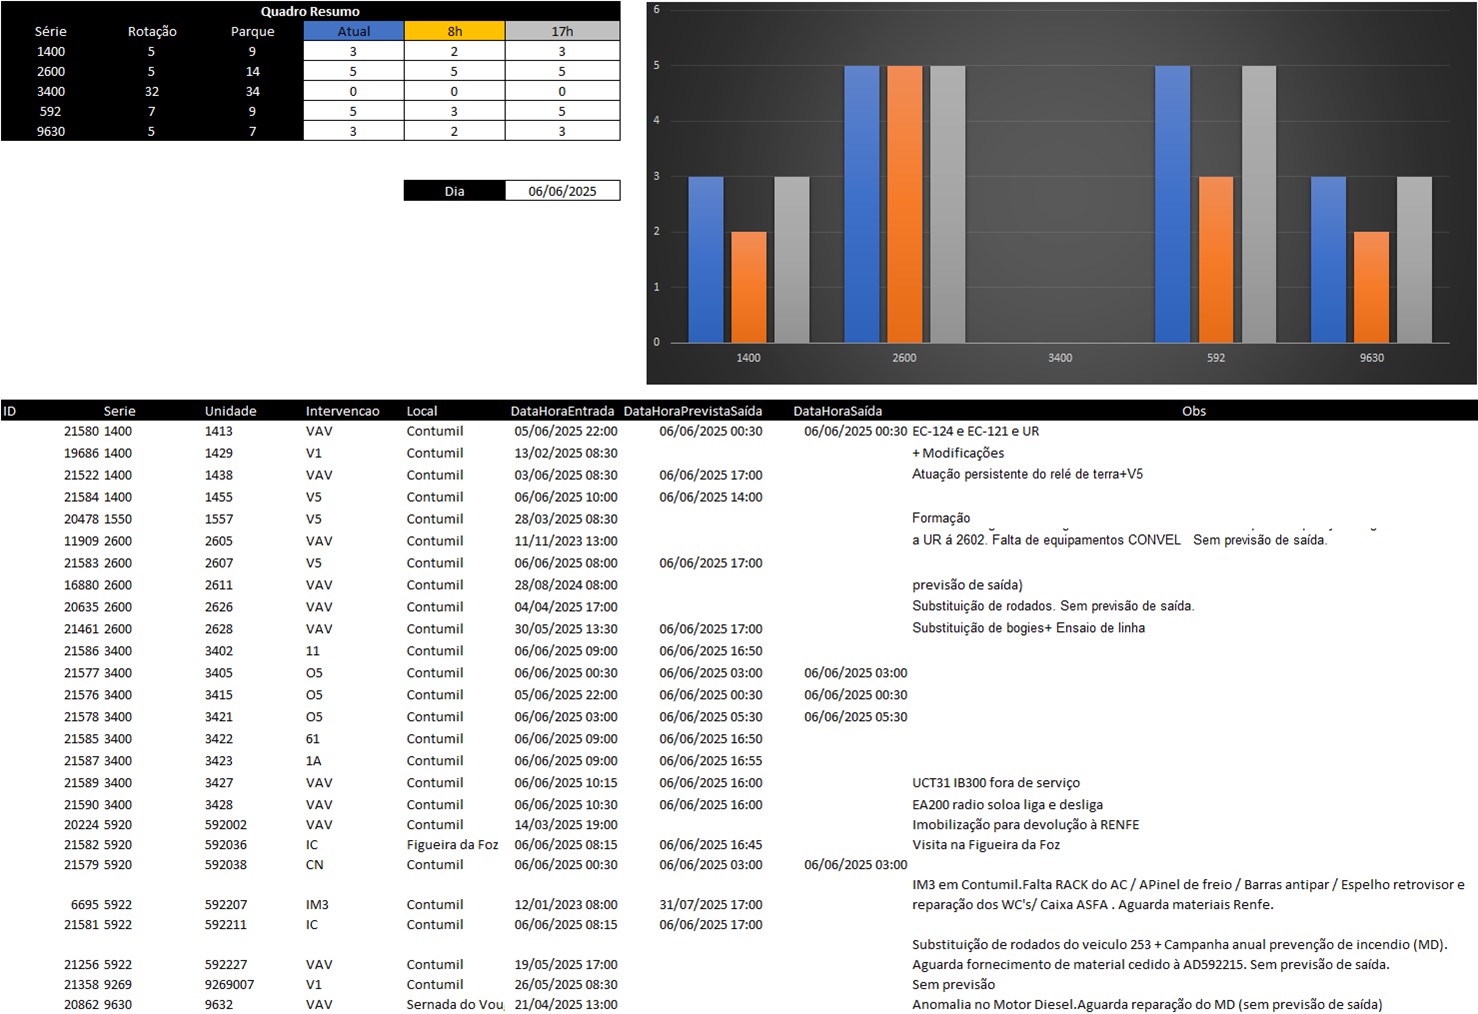 Quadro Resumo
Série Rotação Parque Atual 8h 17h
1400 5 9 3 2 3
2600 5 14 5 5 5
3400 32 34 0 0 0
592 7 9 5 3 5
9630 5 7 3 2 3
Dia 06/06/2025
6
5
4
3
2
1
0
1400 2600 3400 592 9630
ID Serie Unidade Intervencao Local DataHoraEntrada DataHoraPrevistaSaída DataHoraSaída Obs
21580 1400 1413 VAV Contumil 05/06/2025 22:00 06/06/2025 00:30 06/06/2025 00:30 EC-124 e EC-121 e UR
19686 1400 1429 V1 Contumil 13/02/2025 08:30 + Modificações
21522 1400 1438 VAV Contumil 03/06/2025 08:30 06/06/2025 17:00 Atuação persistente do relé de terra+V5
21584 1400 1455 V5 Contumil 06/06/2025 10:00 06/06/2025 14:00
20478 1550 1557 V5 Contumil 28/03/2025 08:30 Formação
11909 2600 2605 VAV Contumil 11/11/2023 13:00 a UR á 2602. Falta de equipamentos CONVEL Sem previsão de saída.
21583 2600 2607 V5 Contumil 06/06/2025 08:00 06/06/2025 17:00
16880 2600 2611 VAV Contumil 28/08/2024 08:00 previsão de saída)
20635 2600 2626 VAV Contumil 04/04/2025 17:00 Substituição de rodados. Sem previsão de saída.
21461 2600 2628 VAV Contumil 30/05/2025 13:30 06/06/2025 17:00 Substituição de bogies+ Ensaio de linha
21586 3400 3402 11 Contumil 06/06/2025 09:00 06/06/2025 16:50
21577 3400 3405 O5 Contumil 06/06/2025 00:30 06/06/2025 03:00 06/06/2025 03:00
21576 3400 3415 O5 Contumil 05/06/2025 22:00 06/06/2025 00:30 06/06/2025 00:30
21578 3400 3421 O5 Contumil 06/06/2025 03:00 06/06/2025 05:30 06/06/2025 05:30
21585 3400 3422 61 Contumil 06/06/2025 09:00 06/06/2025 16:50
21587 3400 3423 1A Contumil 06/06/2025 09:00 06/06/2025 16:55
21589 3400 3427 VAV Contumil 06/06/2025 10:15 06/06/2025 16:00 UCT31 IB300 fora de serviço
21590 3400 3428 VAV Contumil 06/06/2025 10:30 06/06/2025 16:00 EA200 radio soloa liga e desliga
20224 5920 592002 VAV Contumil 14/03/2025 19:00 Imobilização para devolução à RENFE
21582 5920 592036 IC Figueira da Foz 06/06/2025 08:15 06/06/2025 16:45 Visita na Figueira da Foz
21579 5920 592038 CN Contumil 06/06/2025 00:30 06/06/2025 03:00 06/06/2025 03:00
IM3 em Contumil.Falta RACK do AC / APinel de freio / Barras antipar / Espelho retrovisor e
6695 5922 592207 IM3 Contumil 12/01/2023 08:00 31/07/2025 17:00 reparação dos WC's/ Caixa ASFA . Aguarda materiais Renfe.
21581 5922 592211 IC Contumil 06/06/2025 08:15 06/06/2025 17:00
Substituição de rodados do veiculo 253 + Campanha anual prevenção de incendio (MD).
21256 5922 592227 VAV Contumil 19/05/2025 17:00 Aguarda fornecimento de material cedido à AD592215. Sem previsão de saída.
21358 9269 9269007 V1 Contumil 26/05/2025 08:30 Sem previsão
20862 9630 9632 VAV Sernada do Vou 21/04/2025 13:00 Anomalia no Motor Diesel.Aguarda reparação do MD (sem previsão de saída)